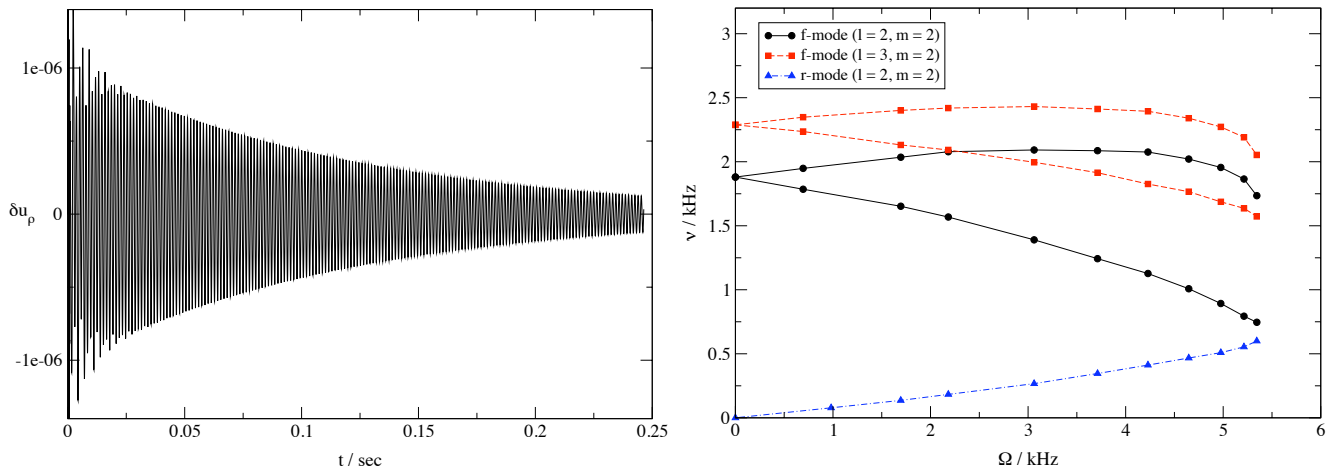 1e-06
δuρ
0
-1e-06
0
0.05
0.1
0.15
0.2
0.25
t / sec
f-mode (l = 2, m = 2)
f-mode (l = 3, m = 2)
r-mode (l = 2, m = 2)
3
2.5
2
1.5
1
0.5
0
ν / kHz
0
1
2
3
4
5
6
Ω / kHz